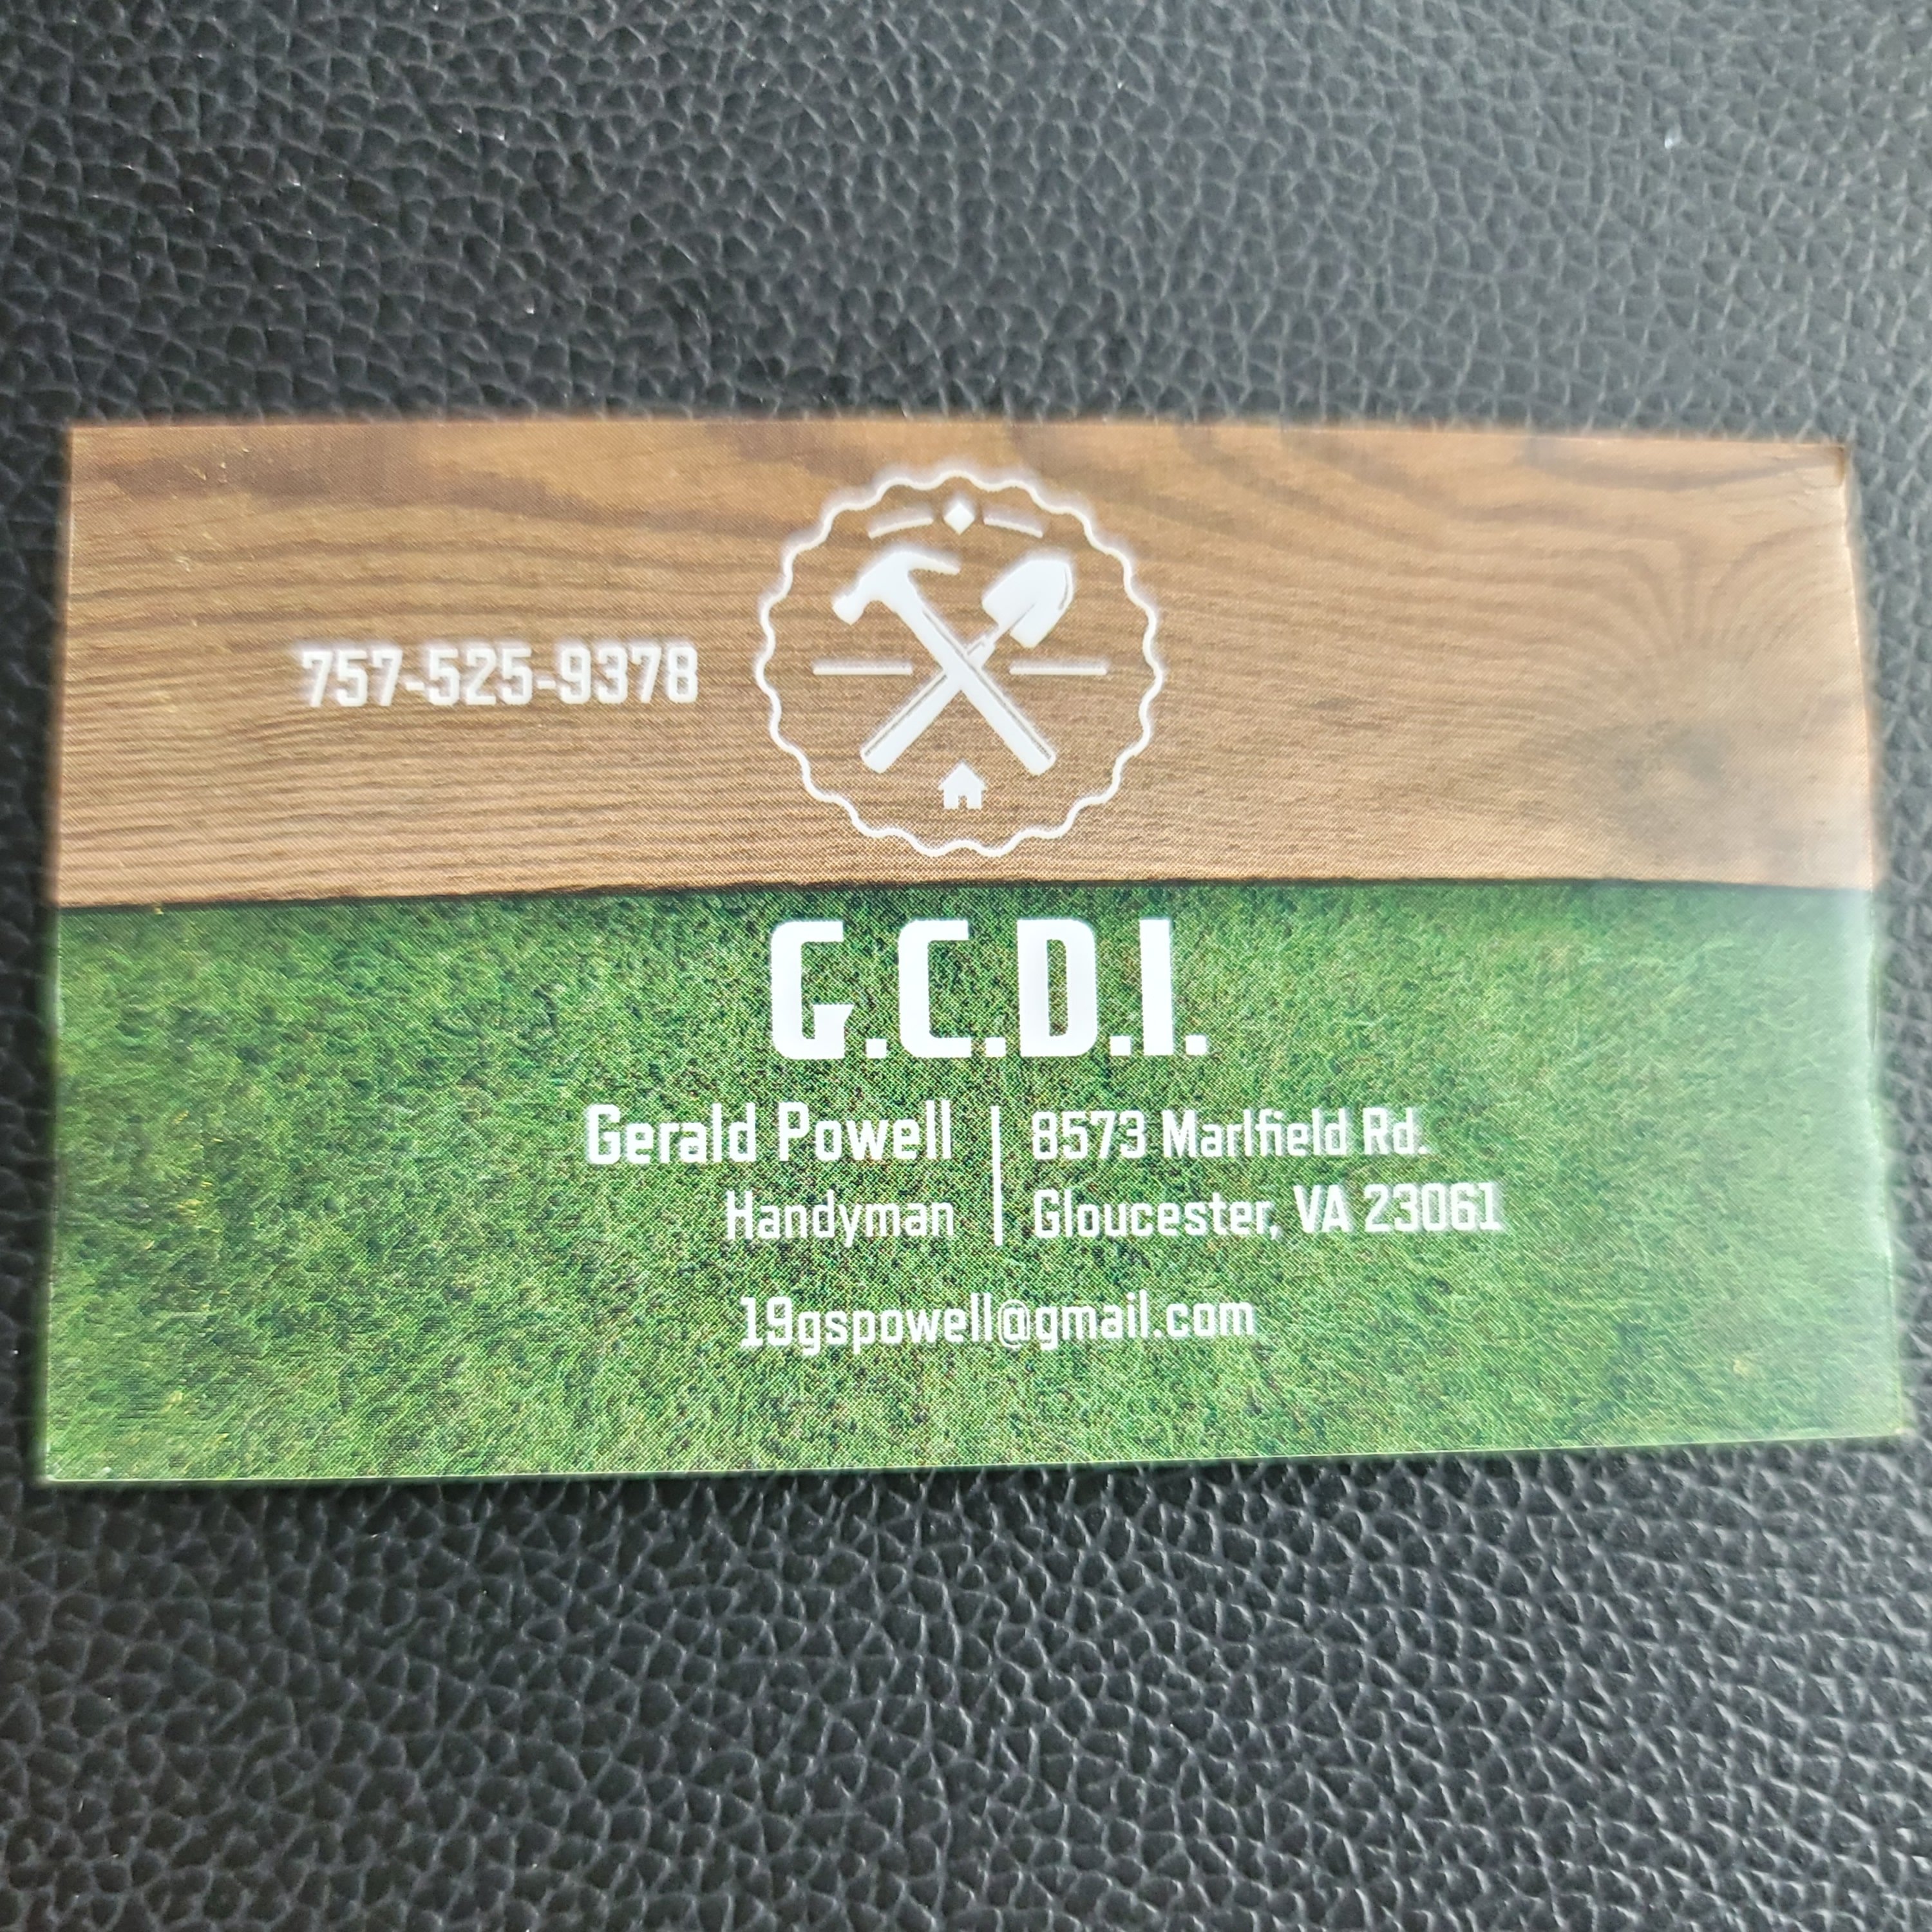 757-525-9378
G.C.D.I.
Gerald Powell
Handyman
8573 Marlfield Rd.
Gloucester, VA 23061
19gspowell@gmail.com